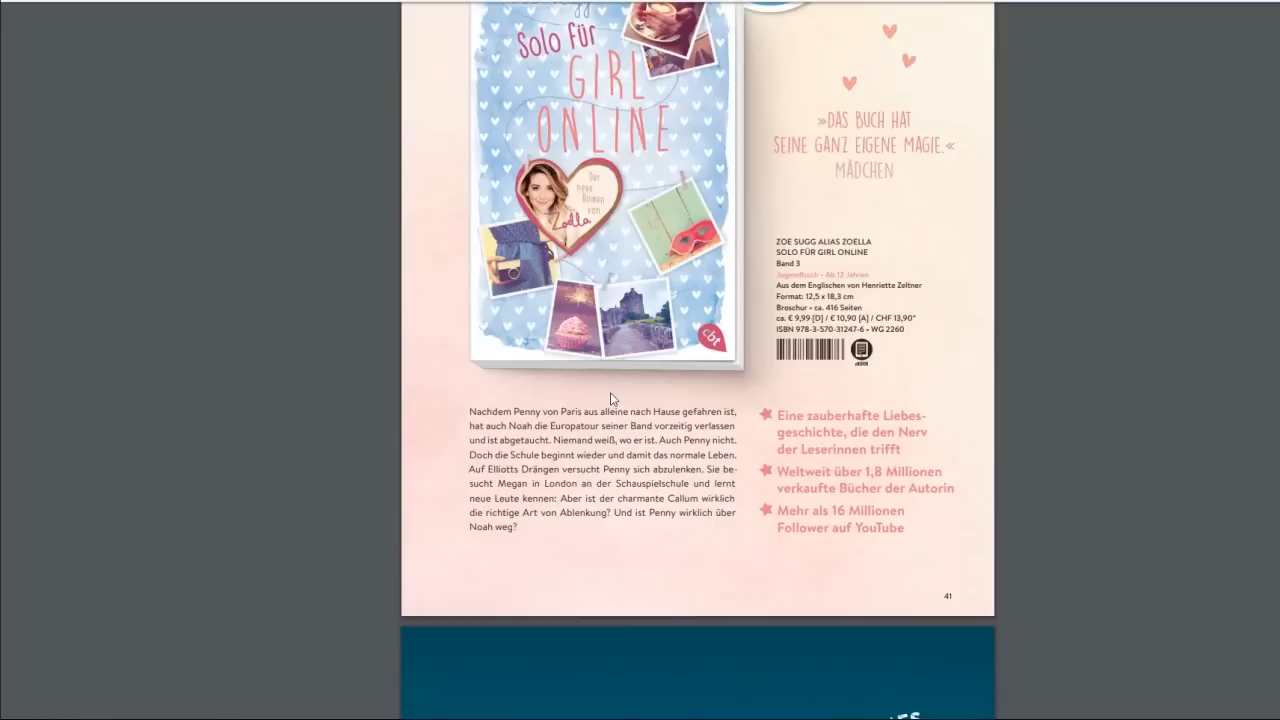 Solo für
GIRL
ONLINE
Der
neue
Roman
von
Zoella
cbt
»DAS BUCH HAT
SEINE GANZ EIGENE MAGIE.«
MÄDCHEN
ZOE SUGG ALIAS ZOELLA
SOLO FÜR GIRL ONLINE
Band 3
Jugendbuch • Ab 12 Jahren
Aus dem Englischen von Henriette Zeltner
Format: 12,5 x 18,3 cm
Broschur • ca. 416 Seiten
ca. € 9,99 [D] / € 10,90 [A] / CHF 13,90*
ISBN 978-3-570-31247-6 • WG 2260
Nachdem Penny von Paris aus alleine nach Hause gefahren ist,
hat auch Noah die Europatour seiner Band vorzeitig verlassen
und ist abgetaucht. Niemand weiß, wo er ist. Auch Penny nicht.
Doch die Schule beginnt wieder und damit das normale Leben.
Auf Elliotts Drängen versucht Penny sich abzulenken. Sie be-
sucht Megan in London an der Schauspielschule und lernt
neue Leute kennen: Aber ist der charmante Callum wirklich
die richtige Art von Ablenkung? Und ist Penny wirklich über
Noah weg?
Eine zauberhafte Liebes-
geschichte, die den Nerv
der Leserinnen trifft
Weltweit über 1,8 Millionen
verkaufte Bücher der Autorin
Mehr als 16 Millionen
Follower auf YouTube
41